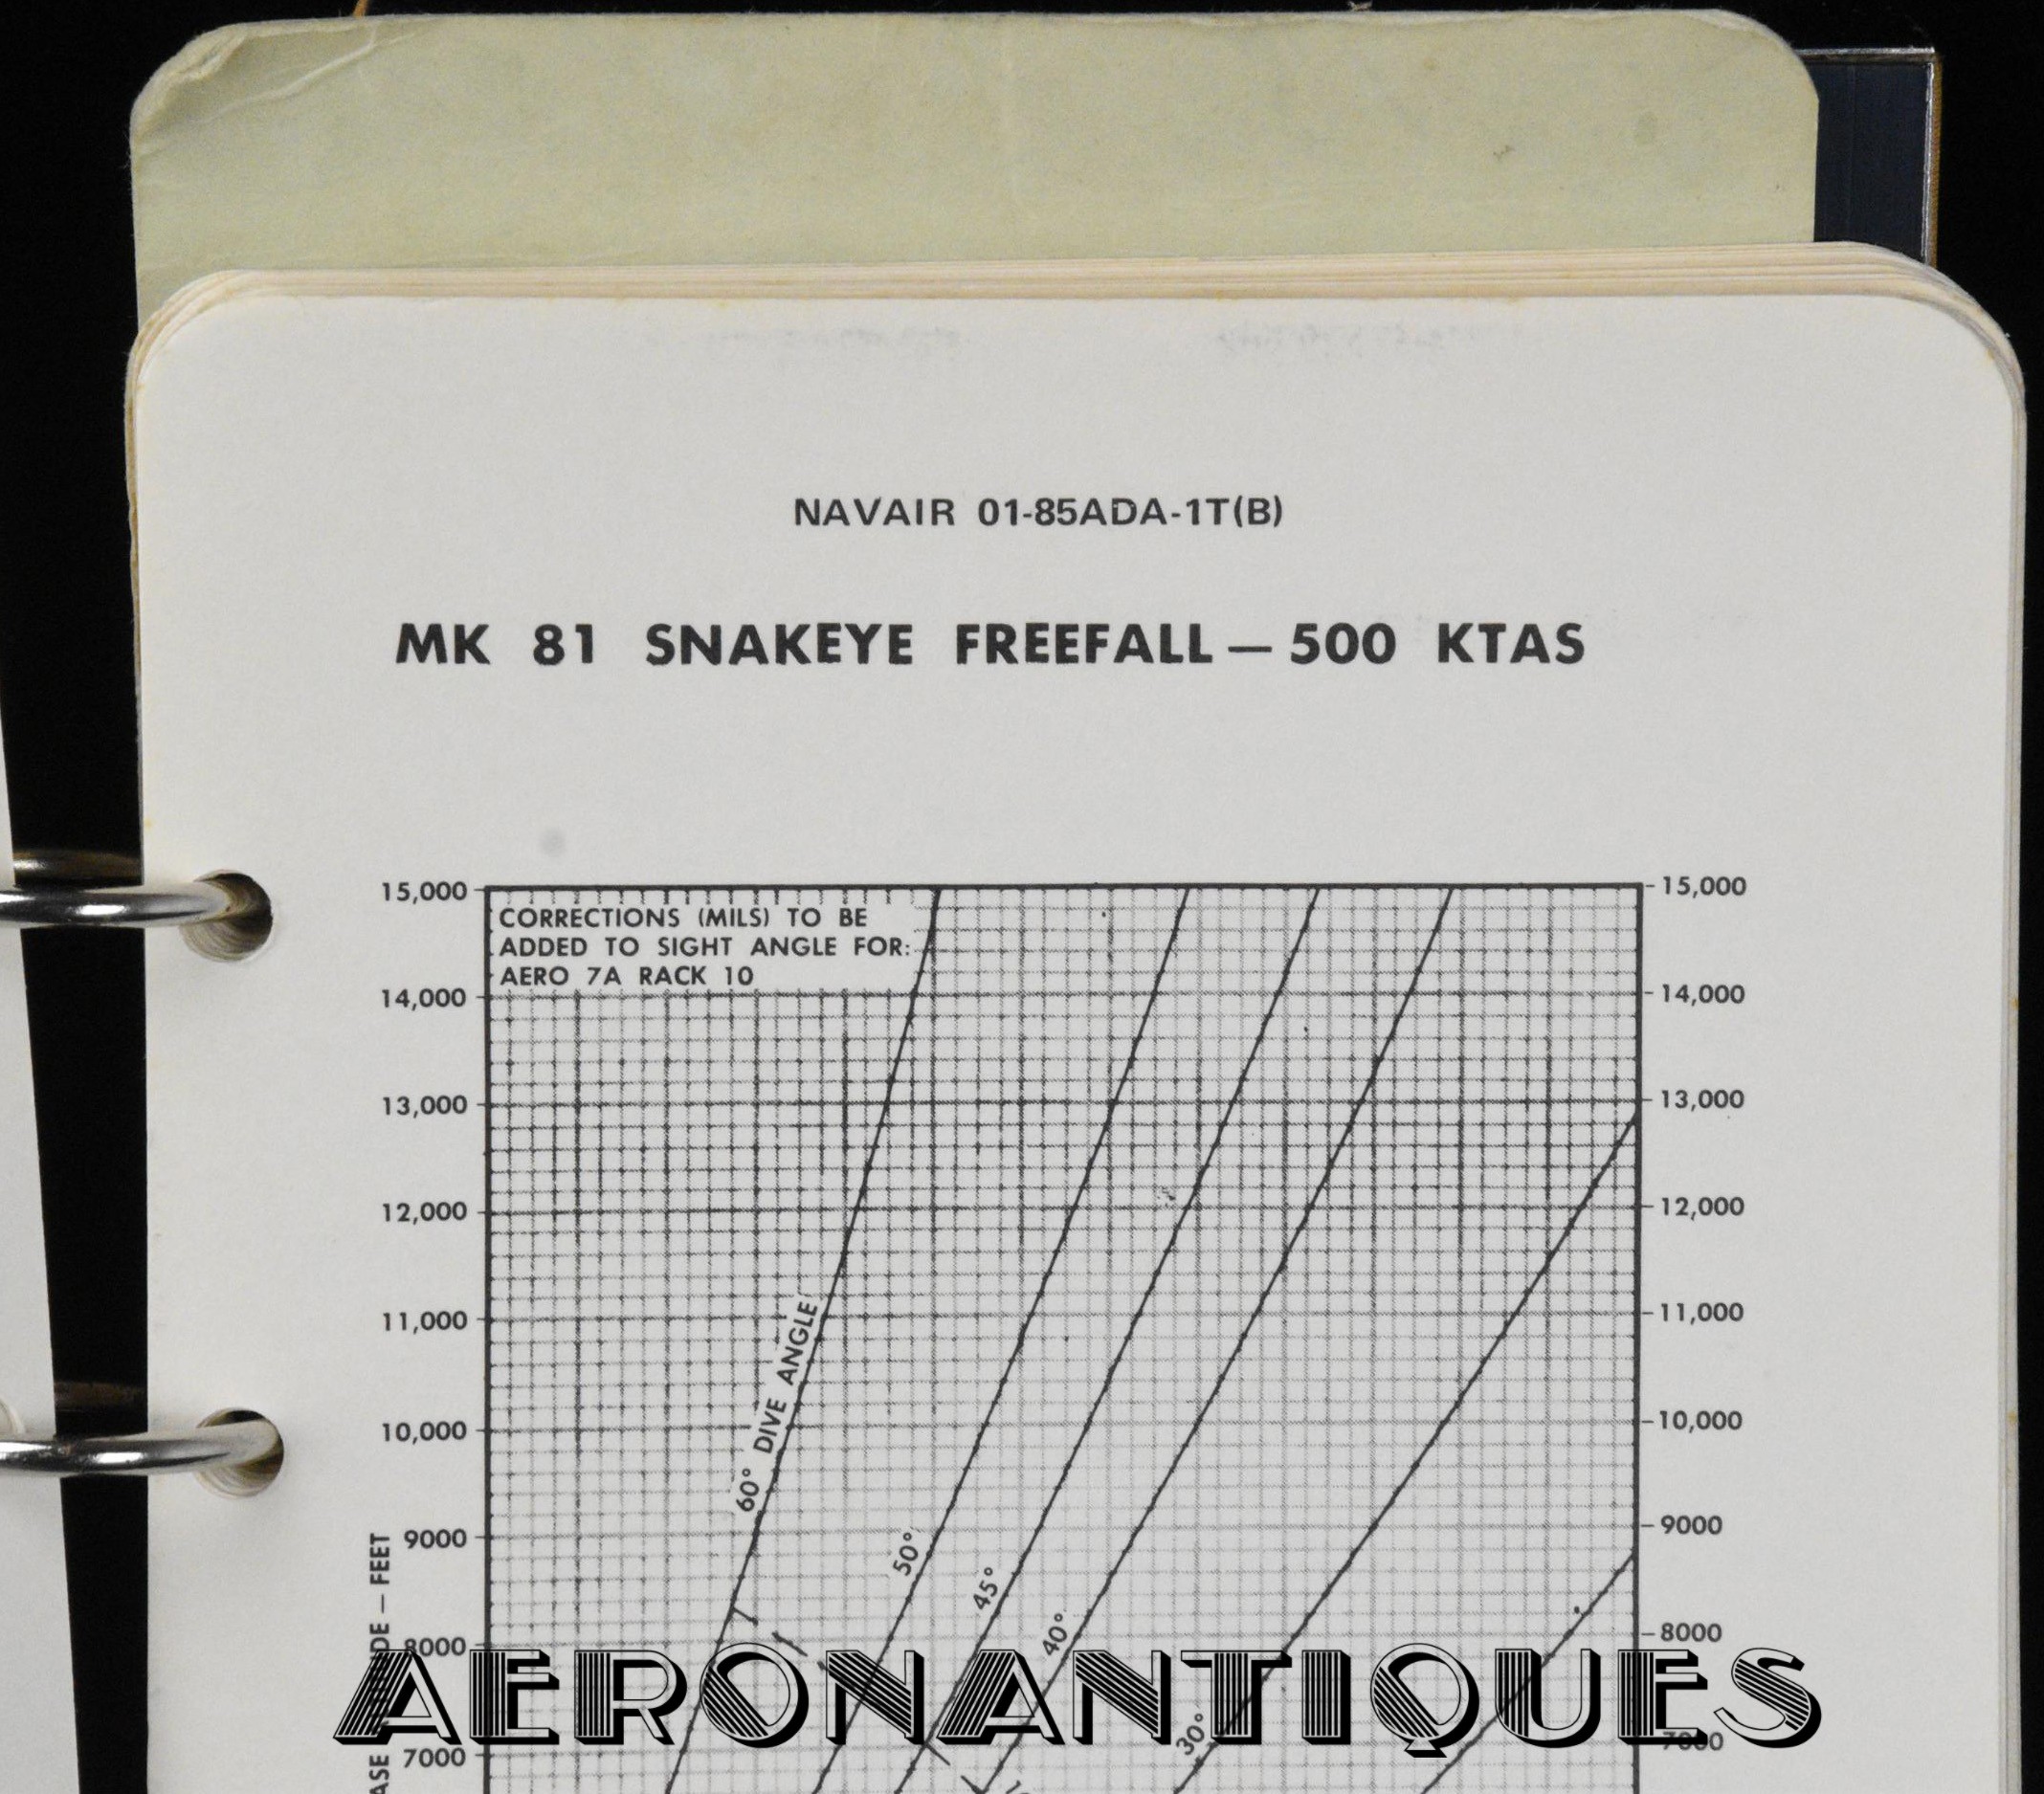 NAVAIR 01-85ADA-1T(B)
MK 81 SNAKEYE FREEFALL — 500 KTAS
CORRECTIONS (MILS) TO BE
ADDED TO SIGHT ANGLE FOR:
AERO 7A RACK 10
15,000
14,000
13,000
12,000
11,000
10,000
9000
8000
7000
FEET
15,000
14,000
13,000
12,000
11,000
10,000
9000
8000
7000
60° DIVE ANGLE
50°
45°
40°
30°
AERONANTIQUES